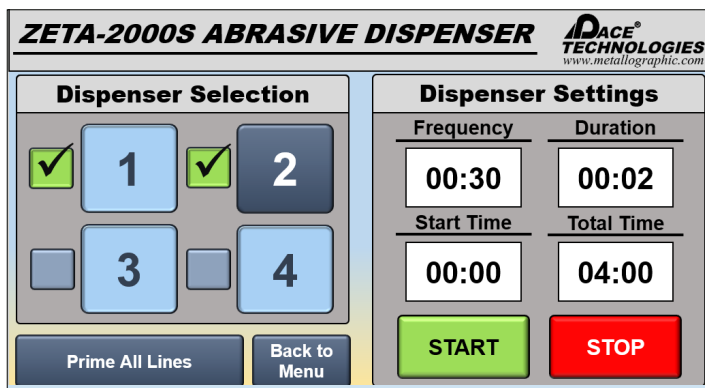 ZETA-2000S ABRASIVE DISPENSER
PACE®
TECHNOLOGIES
www.metallographic.com
Dispenser Selection
1
2
3
4
Prime All Lines
Back to
Menu
Dispenser Settings
Frequency Duration
00:30 00:02
Start Time Total Time
00:00 04:00
START STOP